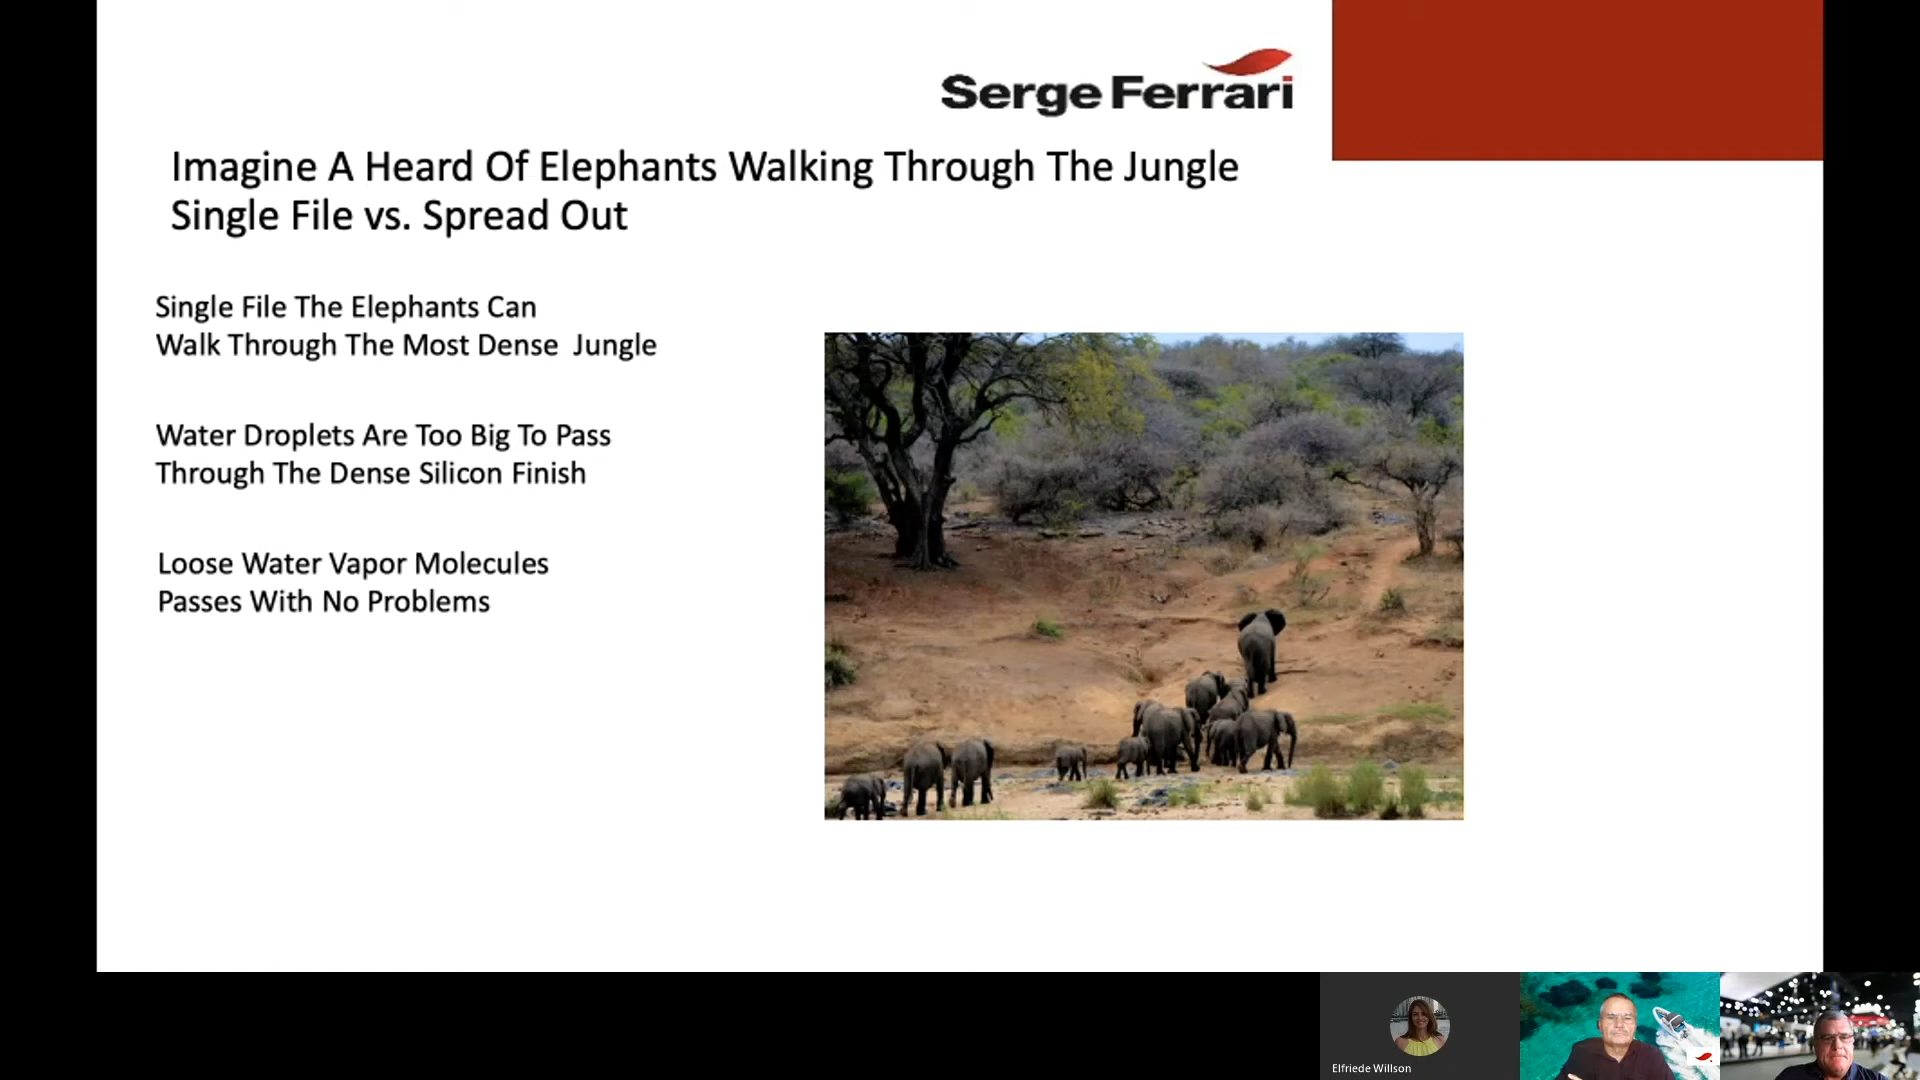 Serge Ferrari
Imagine A Heard Of Elephants Walking Through The Jungle
Single File vs. Spread Out
Single File The Elephants Can
Walk Through The Most Dense  Jungle
Water Droplets Are Too Big To Pass
Through The Dense Silicon Finish
Loose Water Vapor Molecules
Passes With No Problems
Elfriede Willson